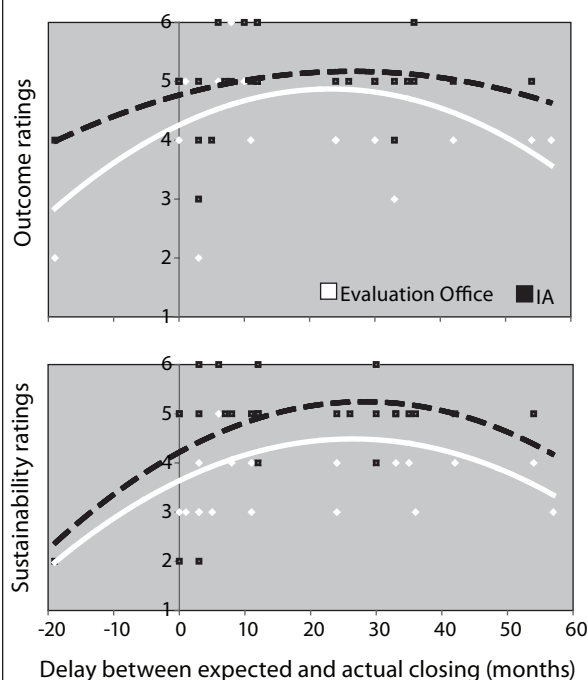 6
5
4
3
2
1
Outcome ratings
Evaluation Office IA
6
5
4
3
2
1
Sustainability ratings
-20 -10 0 10 20 30 40 50 60
Delay between expected and actual closing (months)